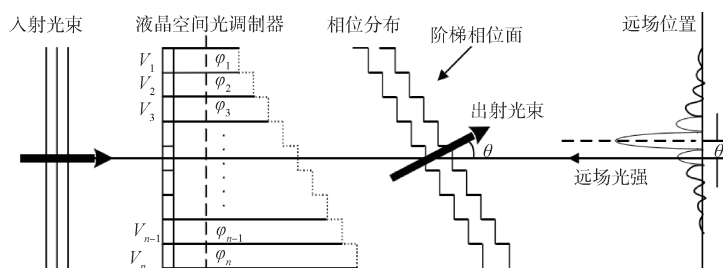 入射光束
液晶空间光调制器
相位分布
远场位置
阶梯相位面
V1
φ1
V2
φ2
V3
φ3
出射光束
θ
θ
远场光强
Vn−1
φn−1
Vn
φn